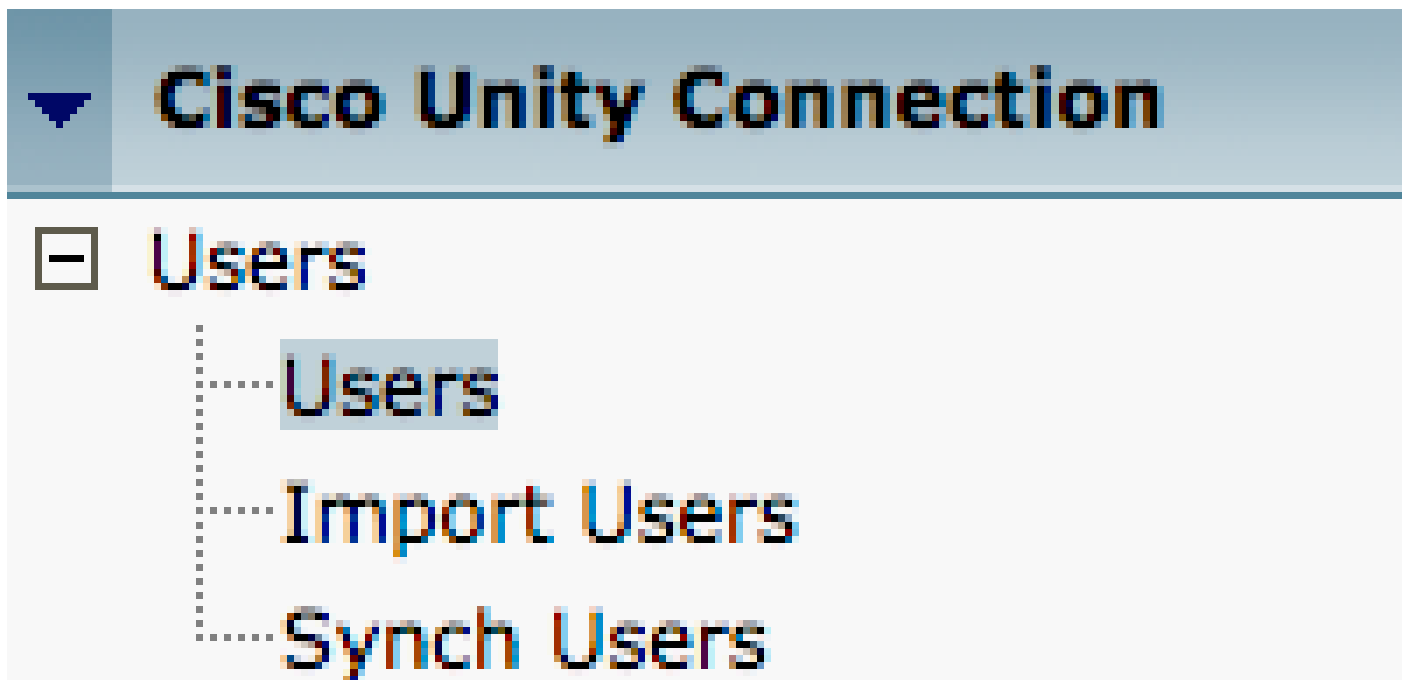 Cisco Unity Connection
Users
Users
Import Users
Synch Users